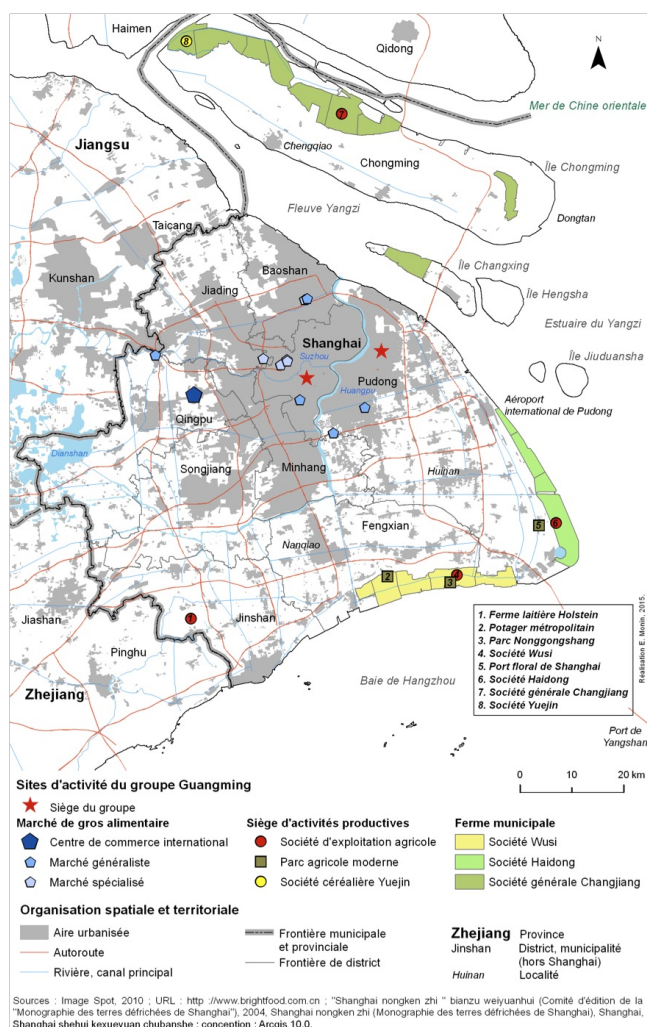 Haimen
8
Qidong
Mer de Chine orientale
7
Jiangsu
Chengqiao
Chongming
Île Chongming
Fleuve Yangzi
Dongtan
Taicang
Île Changxing
Kunshan
Baoshan
Jiading
Île Hengsha
Estuaire du Yangzi
Shanghai
Suzhou
Île Jiuduansha
Pudong
Huangpu
Aéroport
international de Pudong
Qingpu
Dianshan
Songjiang
Minhang
Huinan
Fengxian
5
6
Nanqiao
2
4
3
Jiashan
1
Jinshan
Pinghu
Zhejiang
Baie de Hangzhou
1. Ferme laitière Holstein
2. Potager métropolitain
3. Parc Nonggongshang
4. Société Wusi
5. Port floral de Shanghai
6. Société Haidong
7. Société générale Changjiang
8. Société Yuejin
Réalisation E. Monin, 2015.
Port de
Yangshan
0 10 20 km
Sites d'activité du groupe Guangming
Siège du groupe
Marché de gros alimentaire
Centre de commerce international
Marché généraliste
Marché spécialisé
Siège d'activités productives
Société d'exploitation agricole
Parc agricole moderne
Société céréalière Yuejin
Ferme municipale
Société Wusi
Société Haidong
Société générale Changjiang
Organisation spatiale et territoriale
Aire urbanisée
Autoroute
Rivière, canal principal
Frontière municipale
et provinciale
Frontière de district
Zhejiang Province
Jinshan District, municipalité
(hors Shanghai)
Huinan Localité
Sources : Image Spot, 2010 ; URL : http ://www.brightfood.com.cn ; "Shanghai nongken zhi " bianzu weiyuanhui (Comité d'édition de la
"Monographie des terres défrichées de Shanghai"), 2004, Shanghai nongken zhi (Monographie des terres défrichées de Shanghai), Shanghai,
Shanghai shehui kexueyuan chubanshe ; conception : Arcgis 10.0.